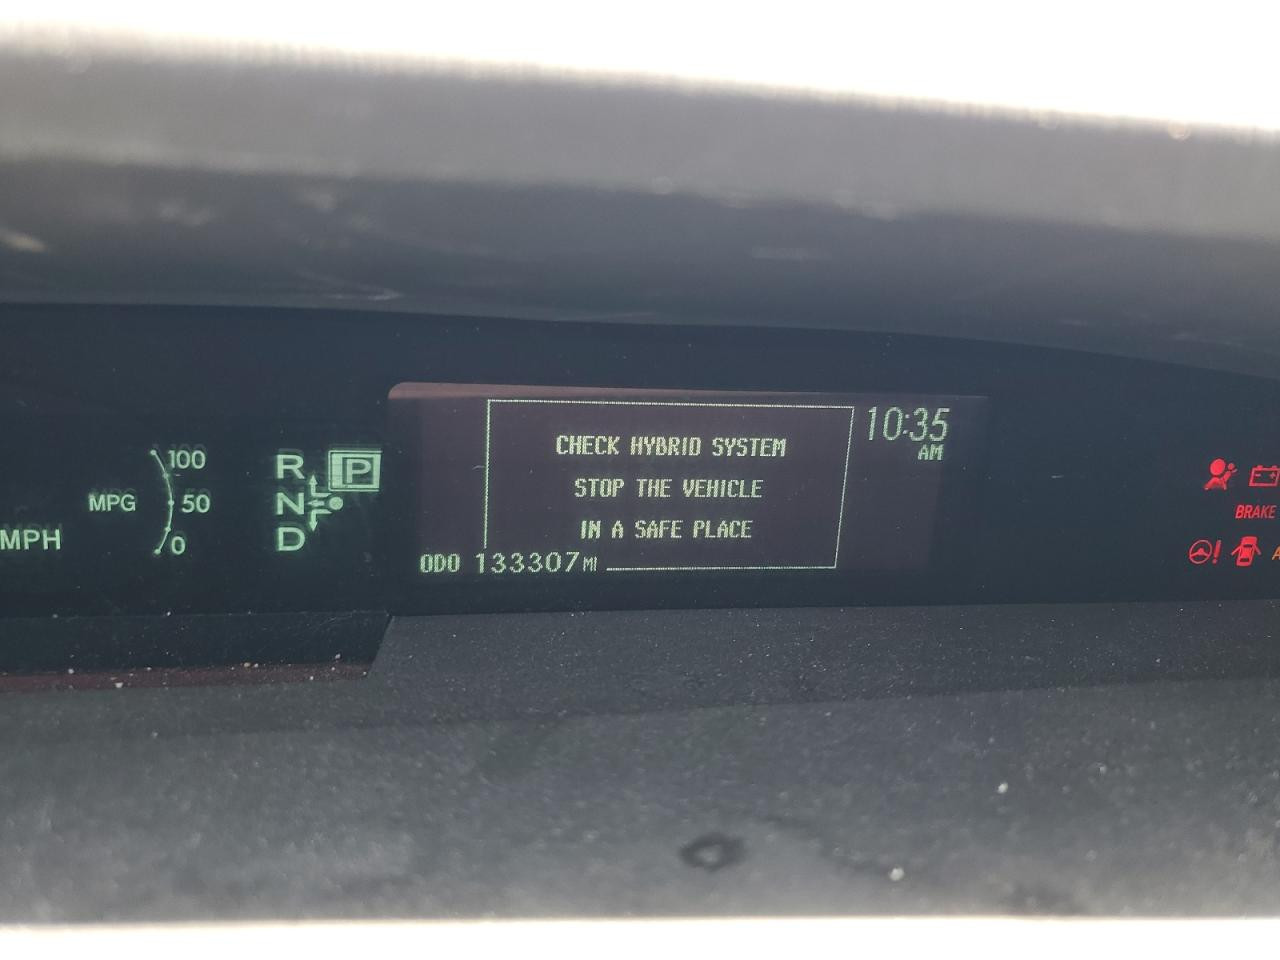 100
MPG 50
0
MPH
R P
N
D
CHECK HYBRID SYSTEM
STOP THE VEHICLE
IN A SAFE PLACE
ODO 133307 MI
10:35
AM
BRAKE